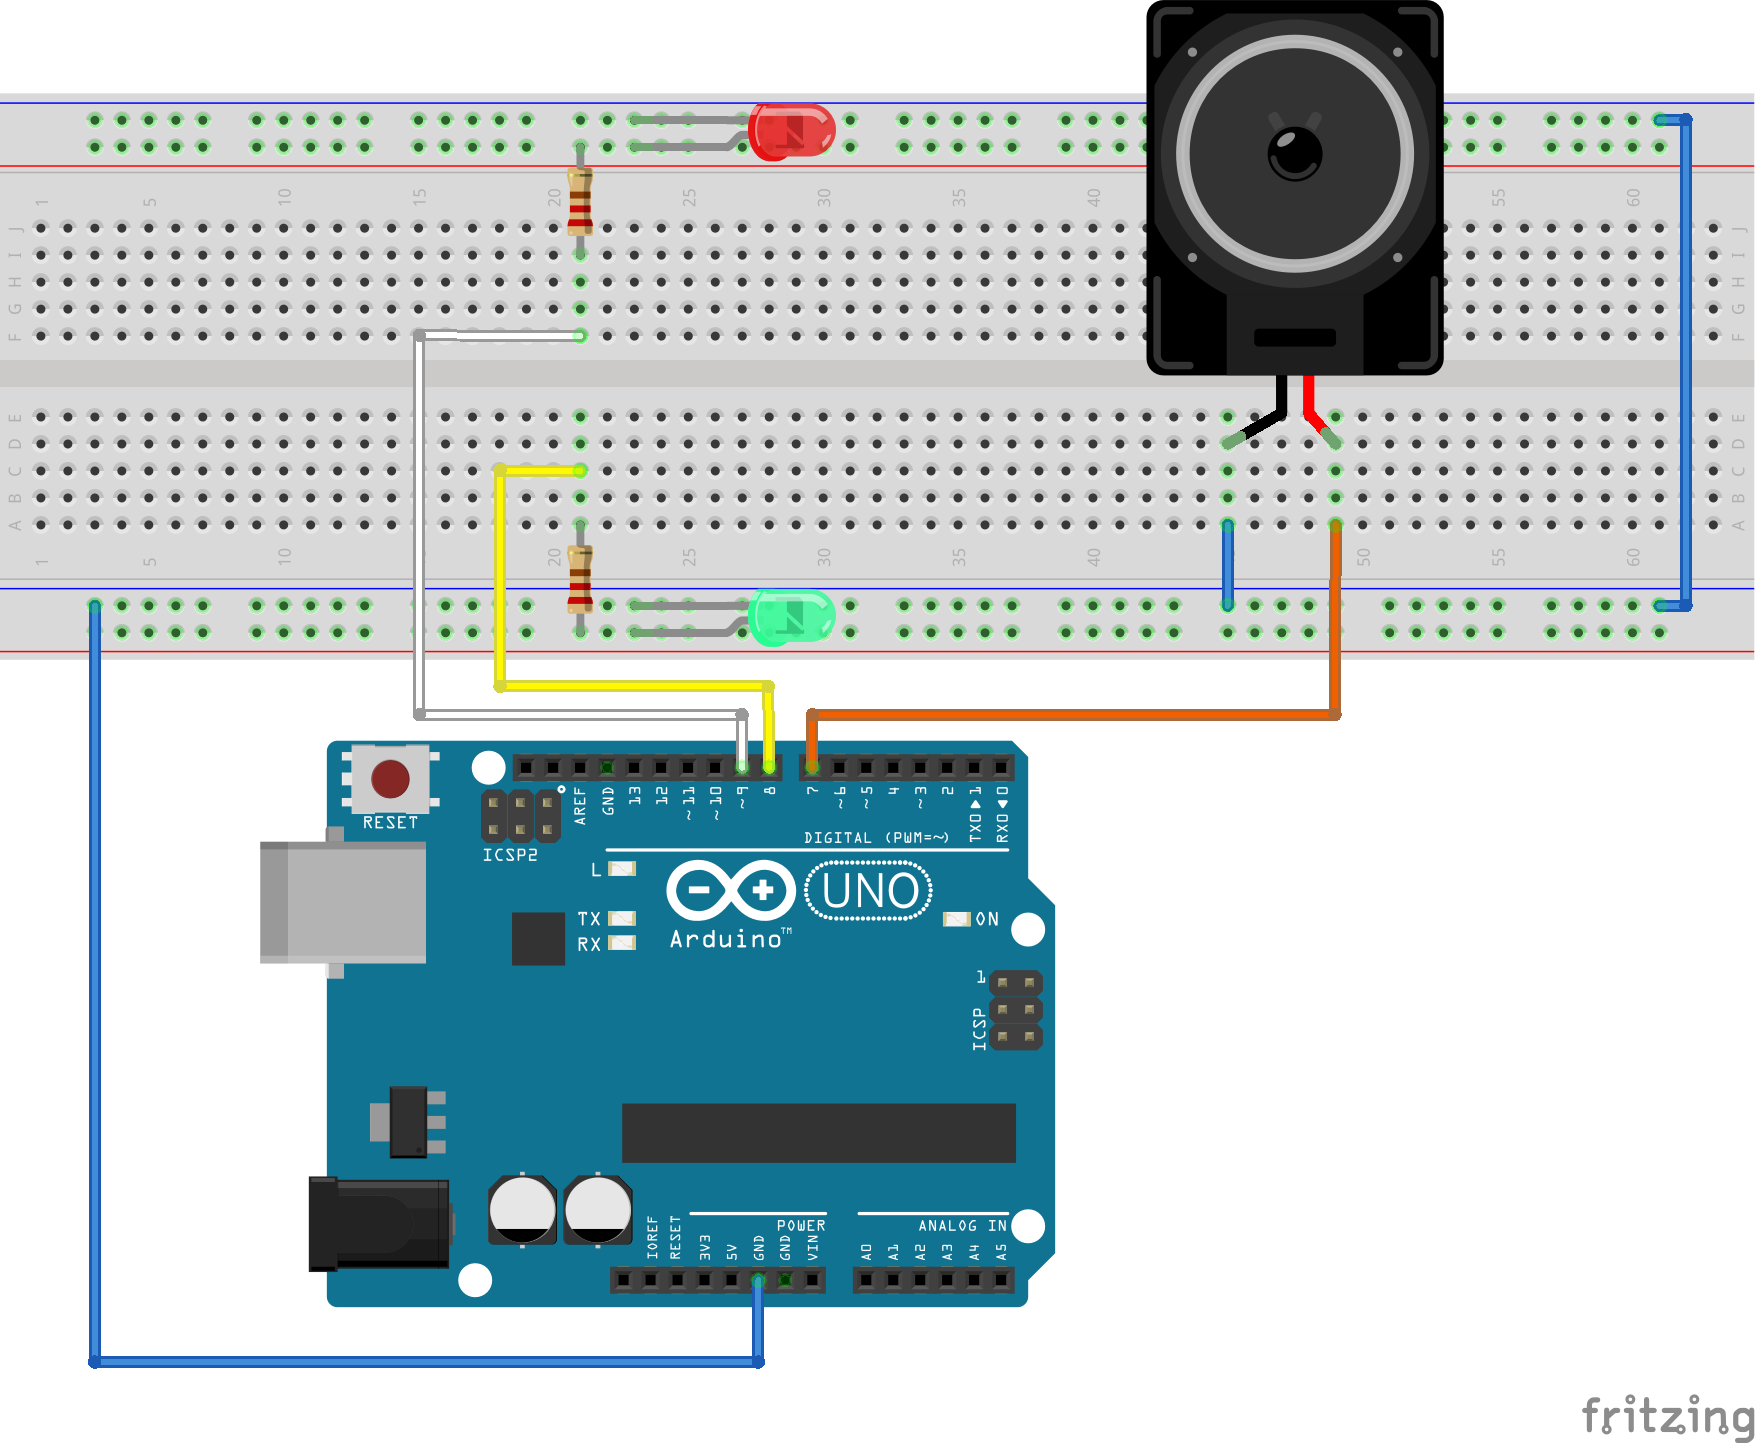 1 5 10 15 20 25 30 35 40 55 60
J J
I I
H H
G G
F F
E E
D D
C C
B B
A A
1 5 10 20 25 30 35 40 50 55 60
RESET
ICSP2
AREF
GND
13
12
~11
~10
~9
8
7
~6
~5
4
~3
2
TX0▶1
RX0◀0
DIGITAL (PWM=~)
L
TX
RX
UNO
Arduino™
ON
1
ICSP
POWER
ANALOG IN
IOREF
RESET
3V3
5V
GND
GND
VIN
A0
A1
A2
A3
A4
A5
fritzing